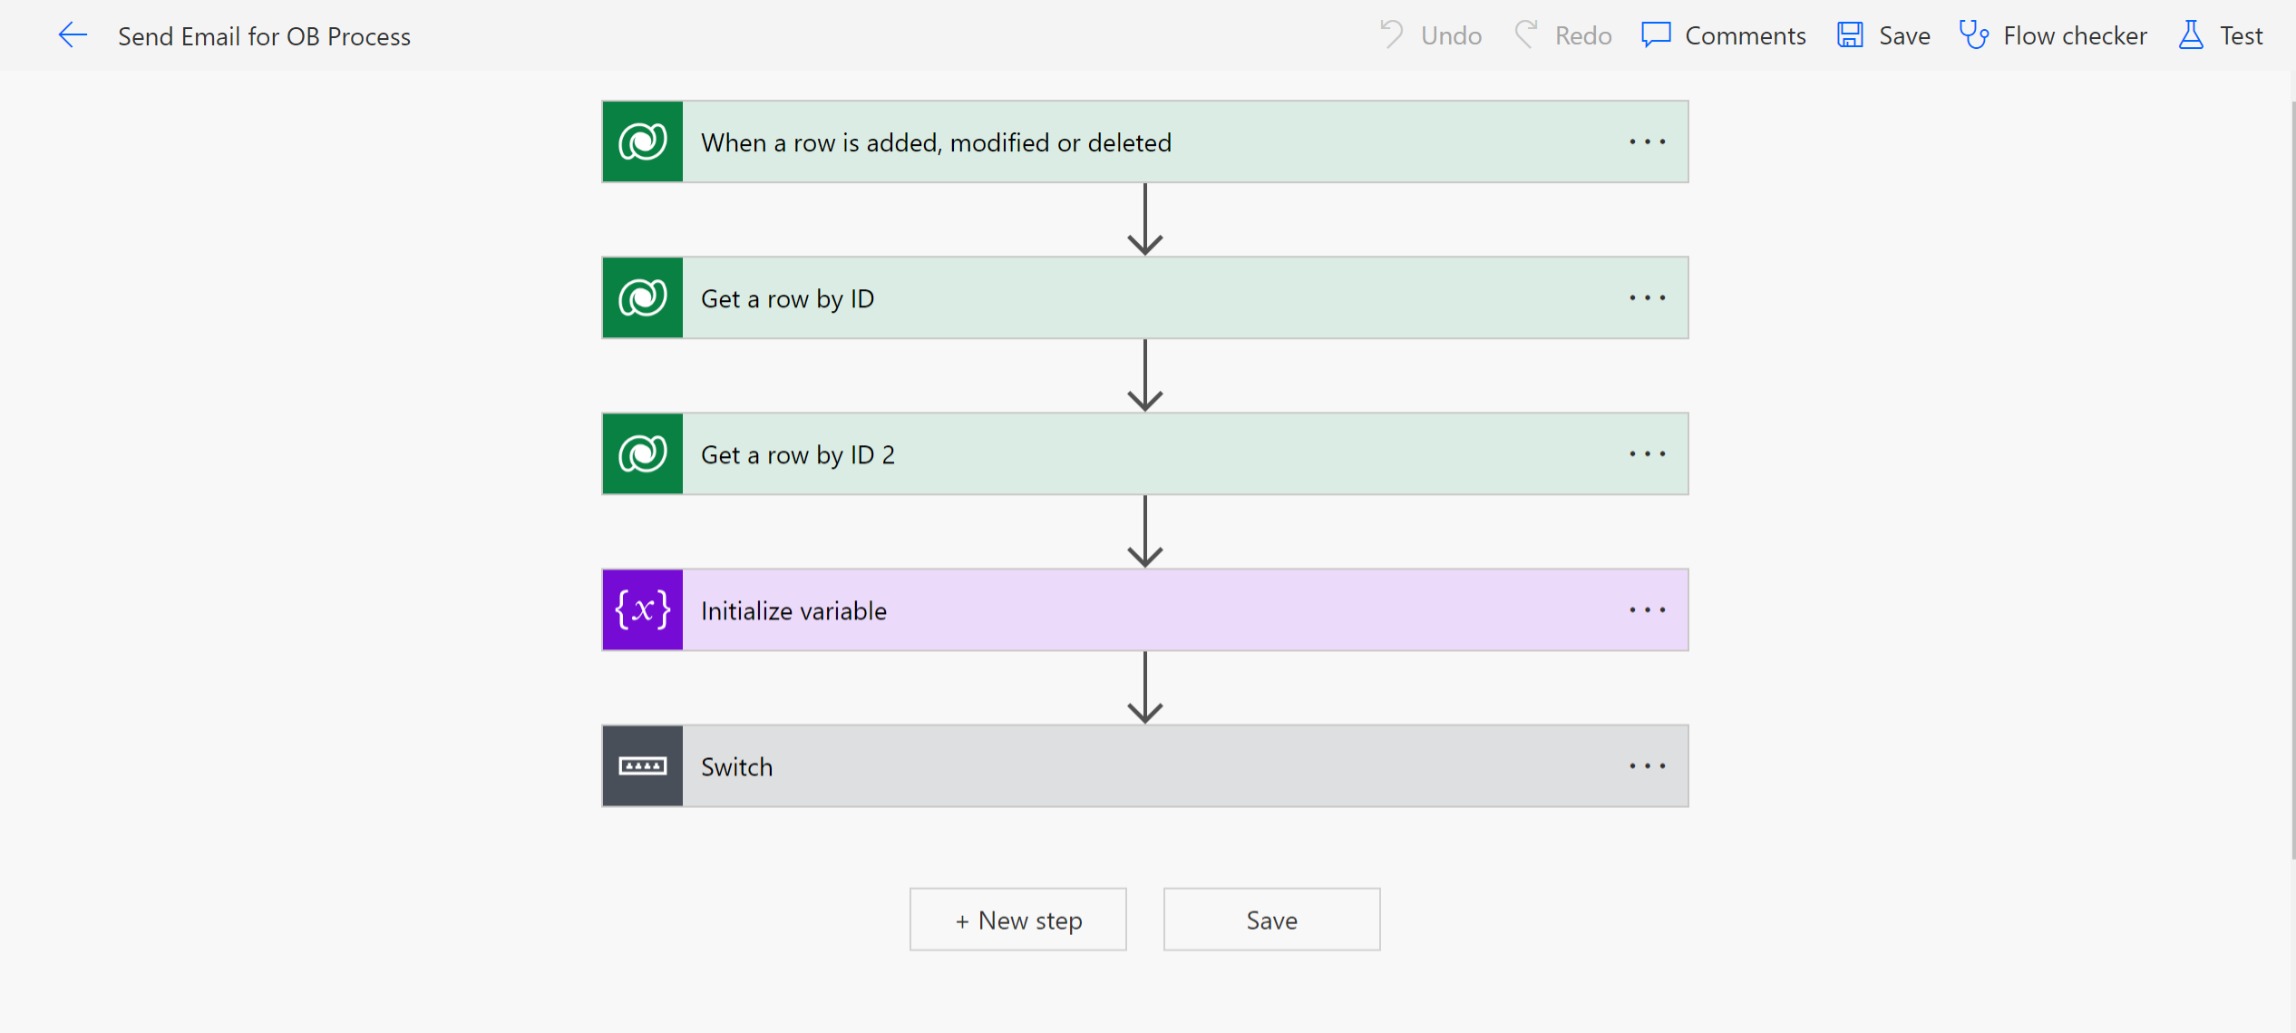 Send Email for OB Process
Undo
Redo
Comments
Save
Flow checker
Test
When a row is added, modified or deleted
Get a row by ID
Get a row by ID 2
{x} Initialize variable
Switch
+ New step
Save